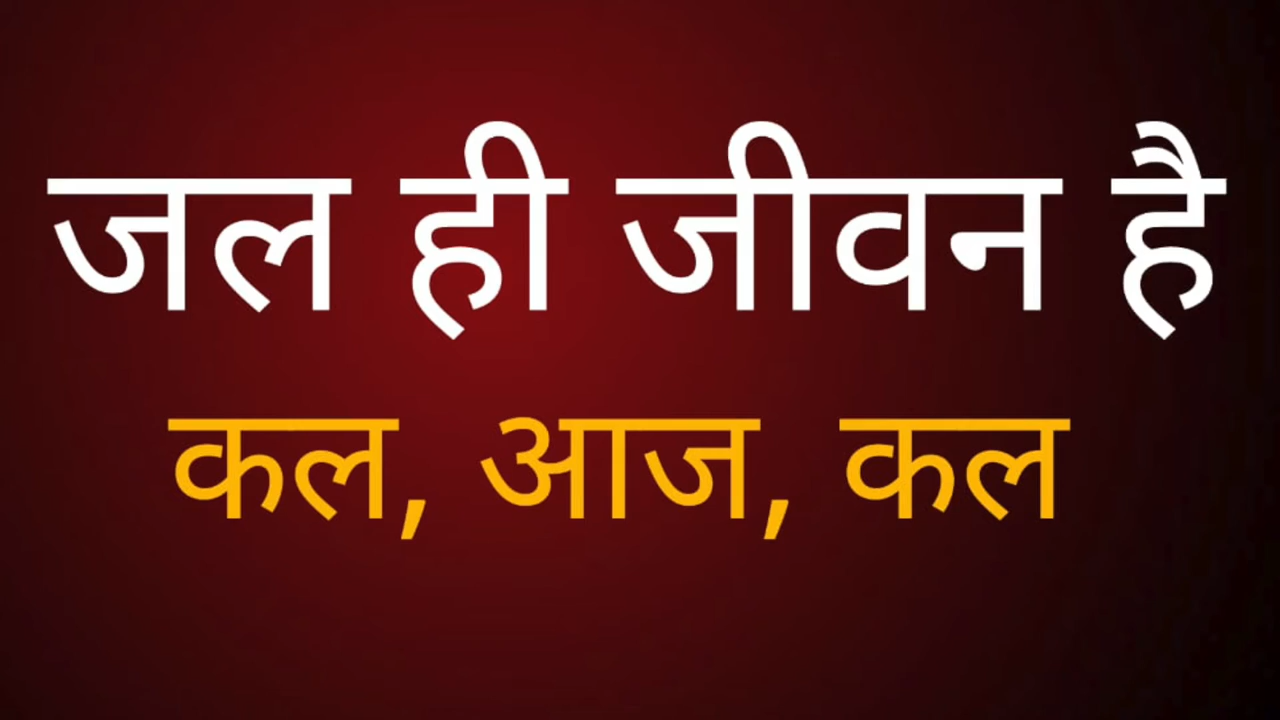 जल ही जीवन है
कल, आज, कल